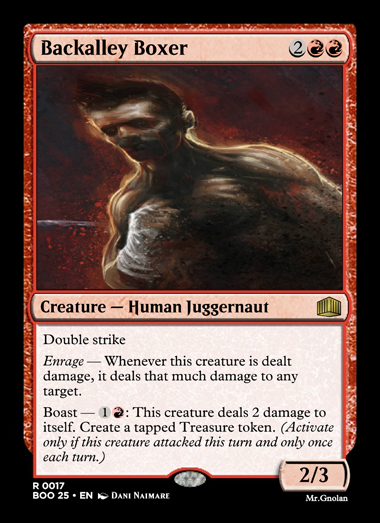 Backalley Boxer 2
Creature — Human Juggernaut
Double strike
Enrage — Whenever this creature is dealt
damage, it deals that much damage to any
target.
Boast — 1 : This creature deals 2 damage to
itself. Create a tapped Treasure token. (Activate
only if this creature attacked this turn and only once
each turn.)
2/3
R 0017
BOO 25 • EN Dani Naimare
Mr.Gnolan